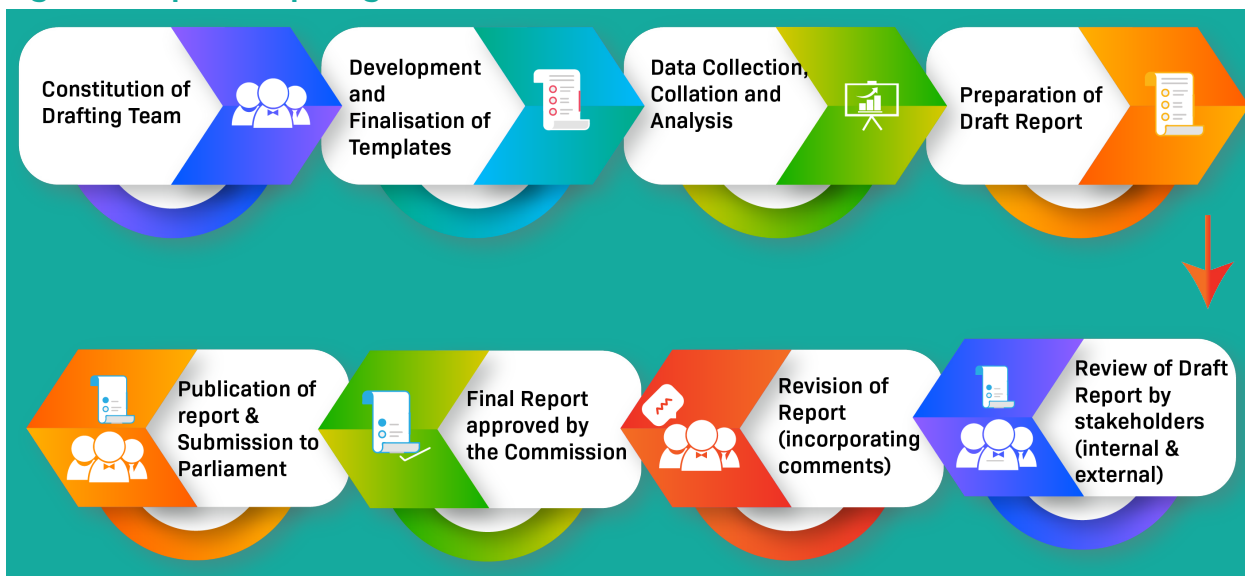 Constitution of
Drafting Team
Development
and
Finalisation of
Templates
Data Collection,
Collation and
Analysis
Preparation of
Draft Report
Review of Draft
Report by
stakeholders
(internal &
external)
Revision of
Report
(incorporating
comments)
Final Report
approved by
the Commission
Publication of
report &
Submission to
Parliament